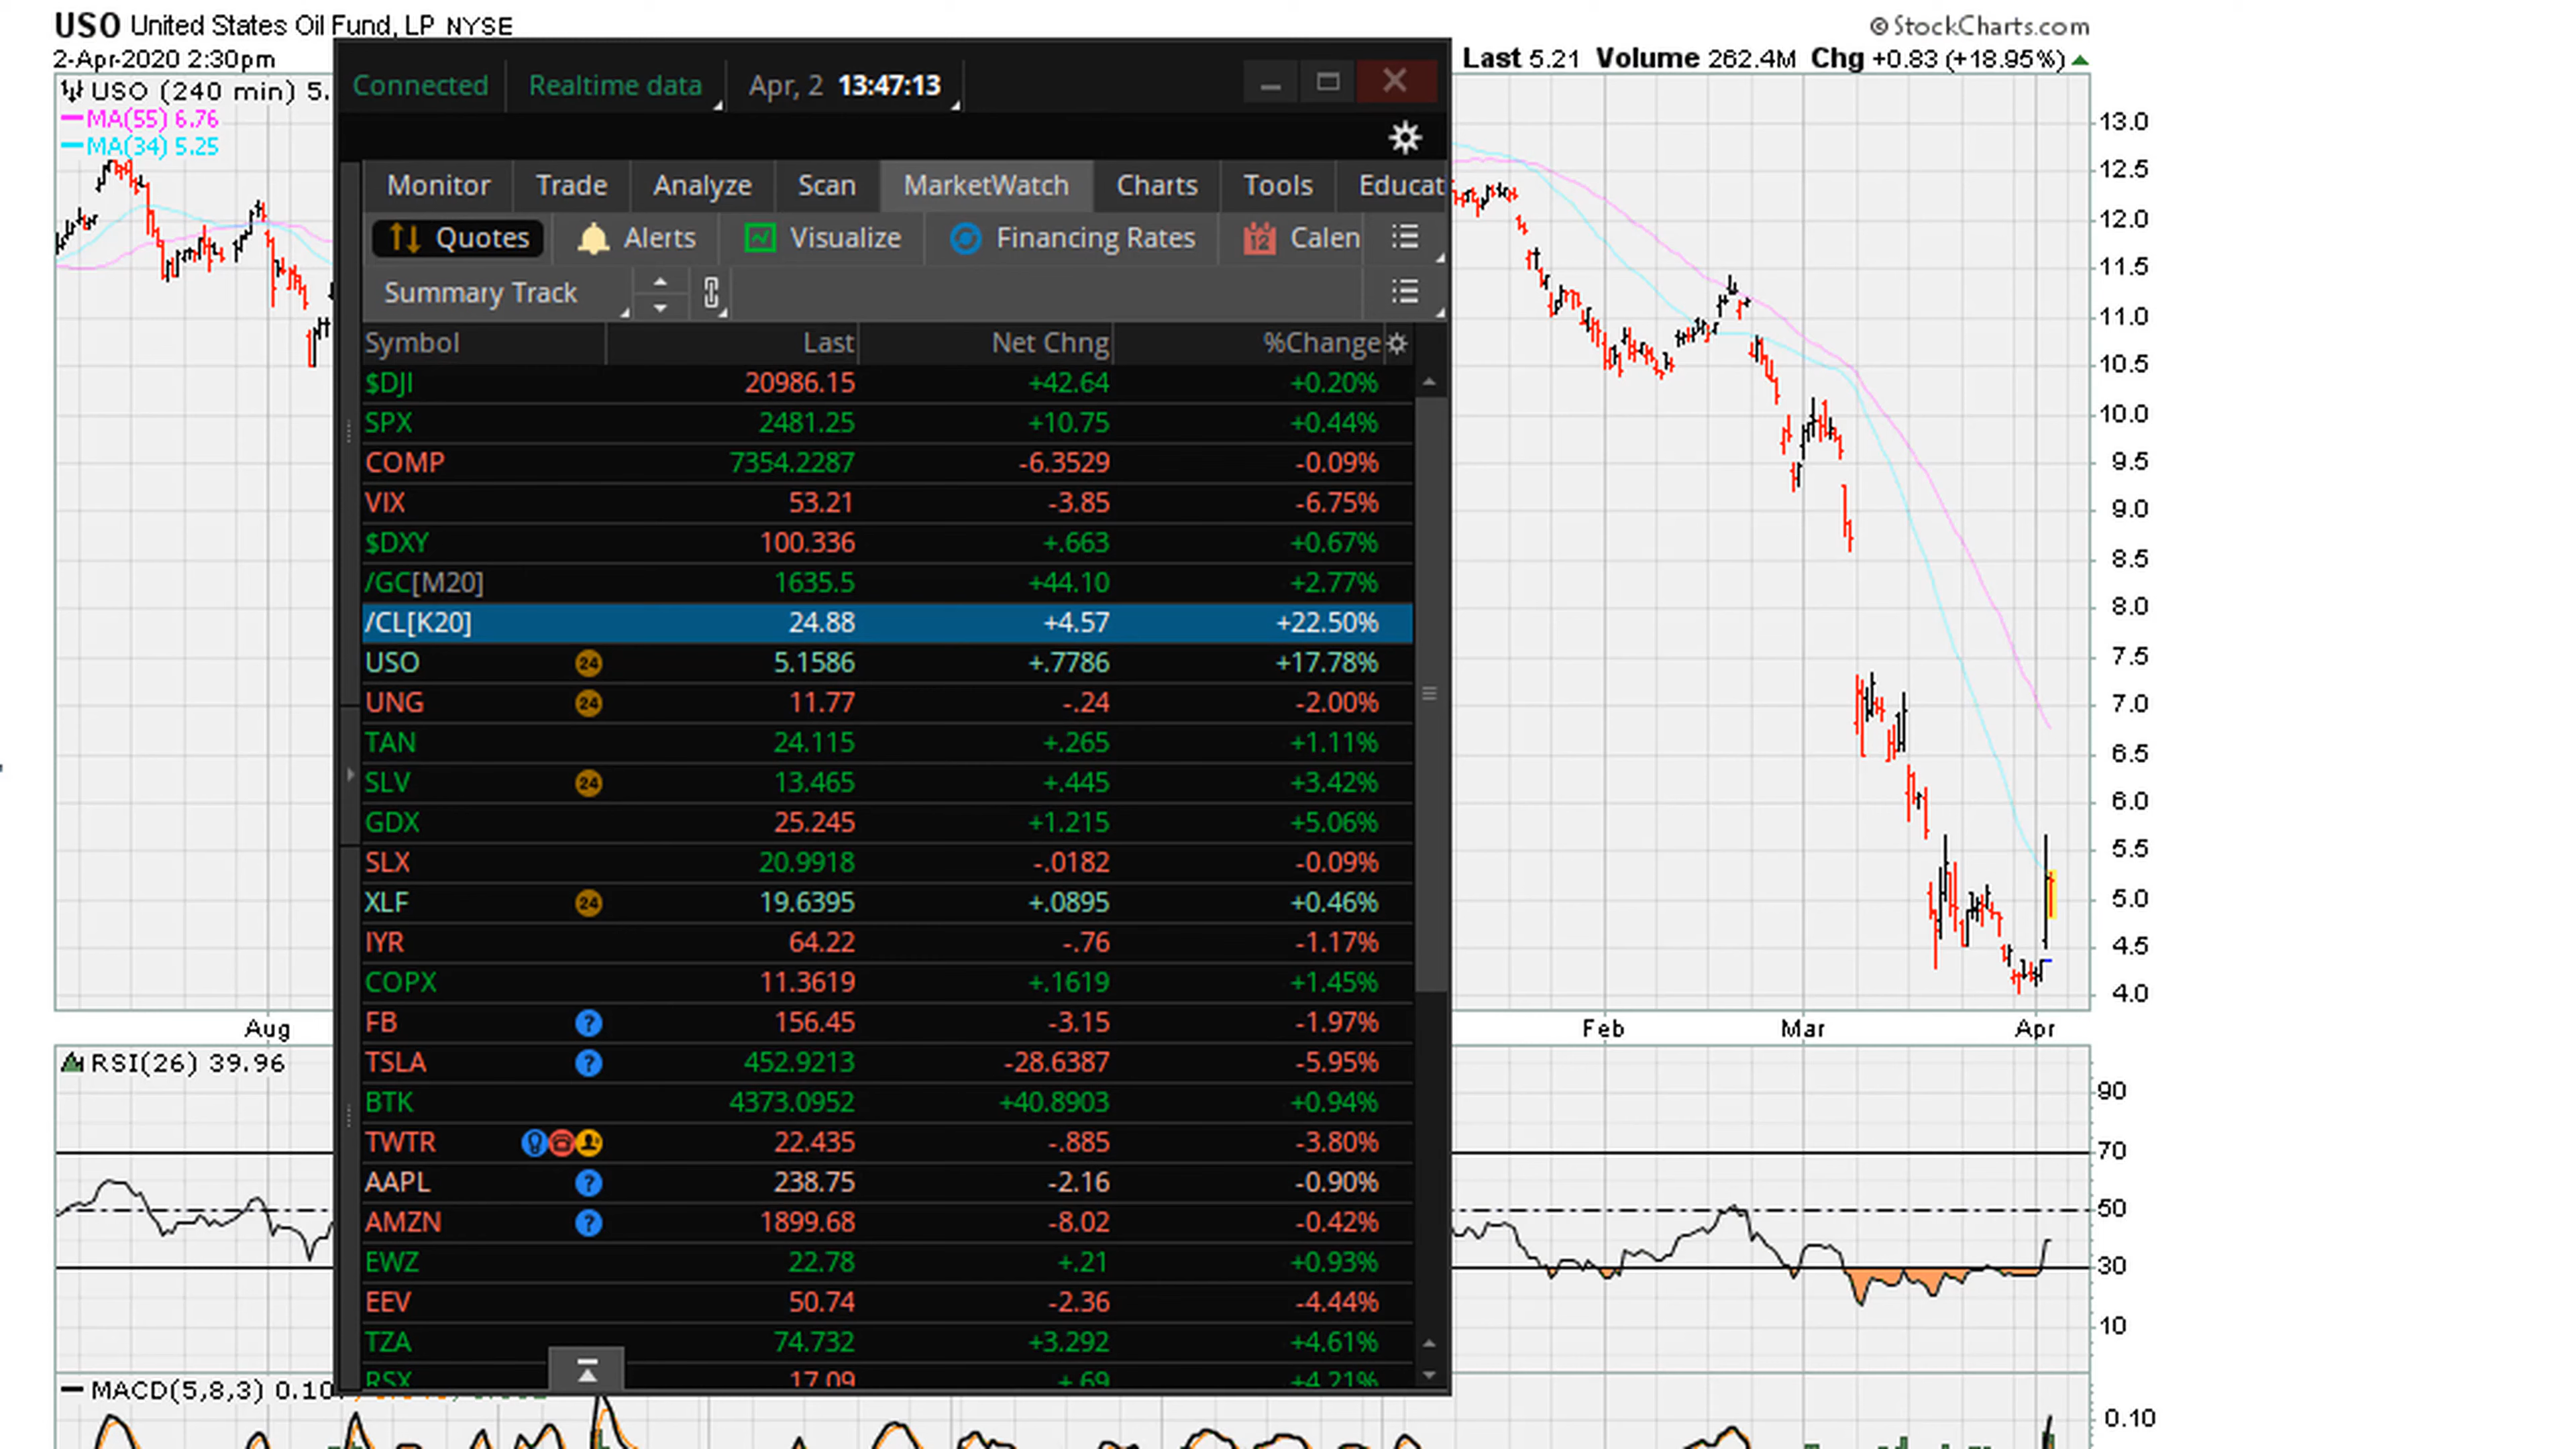 USO United States Oil Fund, LP NYSE
© StockCharts.com
2-Apr-2020 2:30pm
Last 5.21 Volume 262.4M Chg +0.83 (+18.95%)
USO (240 min) 5.
MA(55) 6.76
MA(34) 5.25
Connected Realtime data Apr, 2 13:47:13
Monitor Trade Analyze Scan MarketWatch Charts Tools Educat
Quotes Alerts Visualize Financing Rates 12 Calen
Summary Track
Symbol Last Net Chng %Change
$DJI 20986.15 +42.64 +0.20%
SPX 2481.25 +10.75 +0.44%
COMP 7354.2287 -6.3529 -0.09%
VIX 53.21 -3.85 -6.75%
$DXY 100.336 +.663 +0.67%
/GC[M20] 1635.5 +44.10 +2.77%
/CL[K20] 24.88 +4.57 +22.50%
USO 24 5.1586 +.7786 +17.78%
UNG 24 11.77 -.24 -2.00%
TAN 24.115 +.265 +1.11%
SLV 24 13.465 +.445 +3.42%
GDX 25.245 +1.215 +5.06%
SLX 20.9918 -.0182 -0.09%
XLF 24 19.6395 +.0895 +0.46%
IYR 64.22 -.76 -1.17%
COPX 11.3619 +.1619 +1.45%
FB ? 156.45 -3.15 -1.97%
TSLA ? 452.9213 -28.6387 -5.95%
BTK 4373.0952 +40.8903 +0.94%
TWTR 22.435 -.885 -3.80%
AAPL ? 238.75 -2.16 -0.90%
AMZN ? 1899.68 -8.02 -0.42%
EWZ 22.78 +.21 +0.93%
EEV 50.74 -2.36 -4.44%
TZA 74.732 +3.292 +4.61%
RSX 17.09 +.69 +4.21%
13.0
12.5
12.0
11.5
11.0
10.5
10.0
9.5
9.0
8.5
8.0
7.5
7.0
6.5
6.0
5.5
5.0
4.5
4.0
Aug Feb Mar Apr
RSI(26) 39.96
90
70
50
30
10
MACD(5,8,3) 0.10
0.10